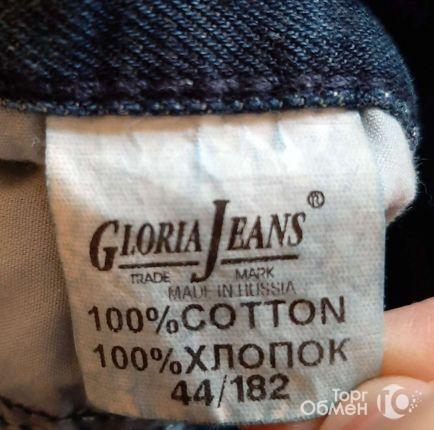 GLORIA JEANS®
TRADE MARK
MADE IN RUSSIA
100%COTTON
100%ХЛОПОК
44/182
Торг
Обмен